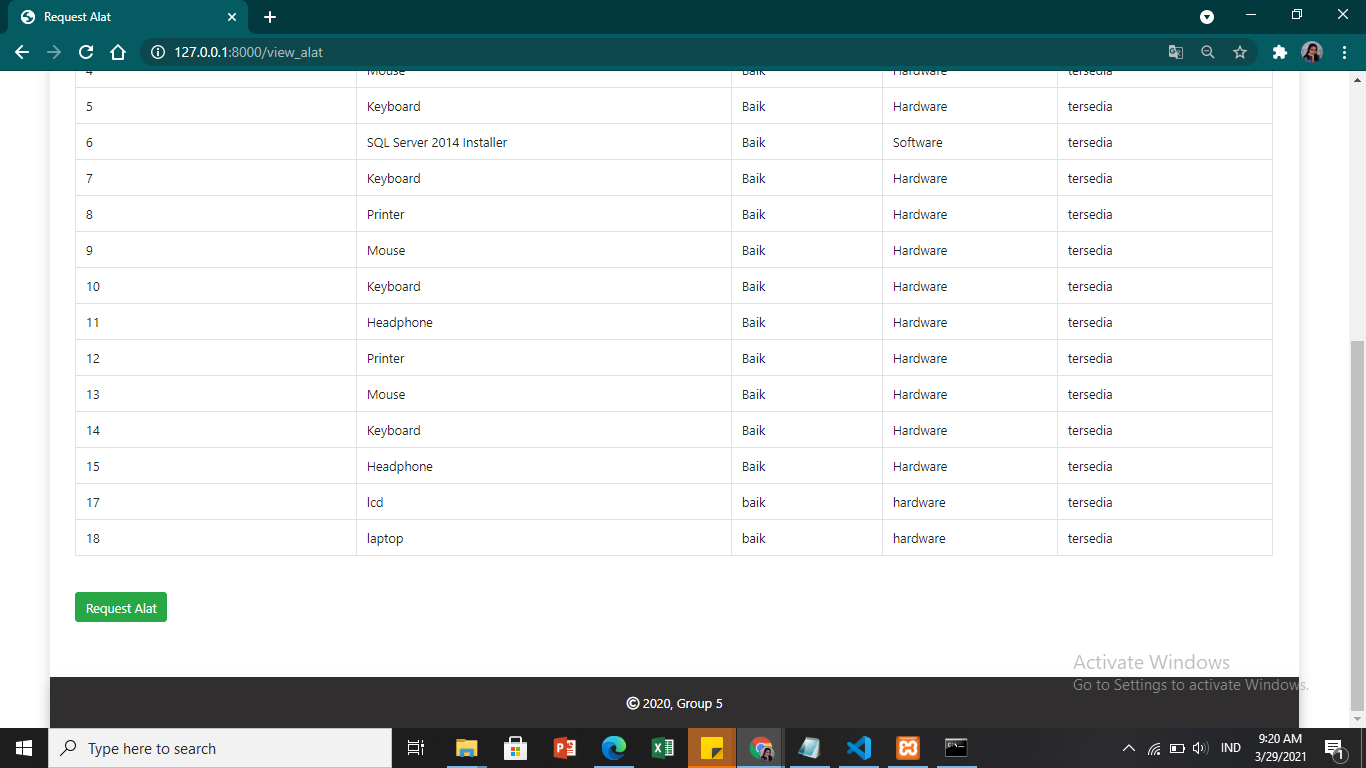 Request Alat
127.0.0.1:8000/view_alat
4 Mouse Baik Hardware tersedia
5 Keyboard Baik Hardware tersedia
6 SQL Server 2014 Installer Baik Software tersedia
7 Keyboard Baik Hardware tersedia
8 Printer Baik Hardware tersedia
9 Mouse Baik Hardware tersedia
10 Keyboard Baik Hardware tersedia
11 Headphone Baik Hardware tersedia
12 Printer Baik Hardware tersedia
13 Mouse Baik Hardware tersedia
14 Keyboard Baik Hardware tersedia
15 Headphone Baik Hardware tersedia
17 lcd baik hardware tersedia
18 laptop baik hardware tersedia
Request Alat
Activate Windows
Go to Settings to activate Windows.
© 2020, Group 5
Type here to search
IND
9:20 AM
3/29/2021
1